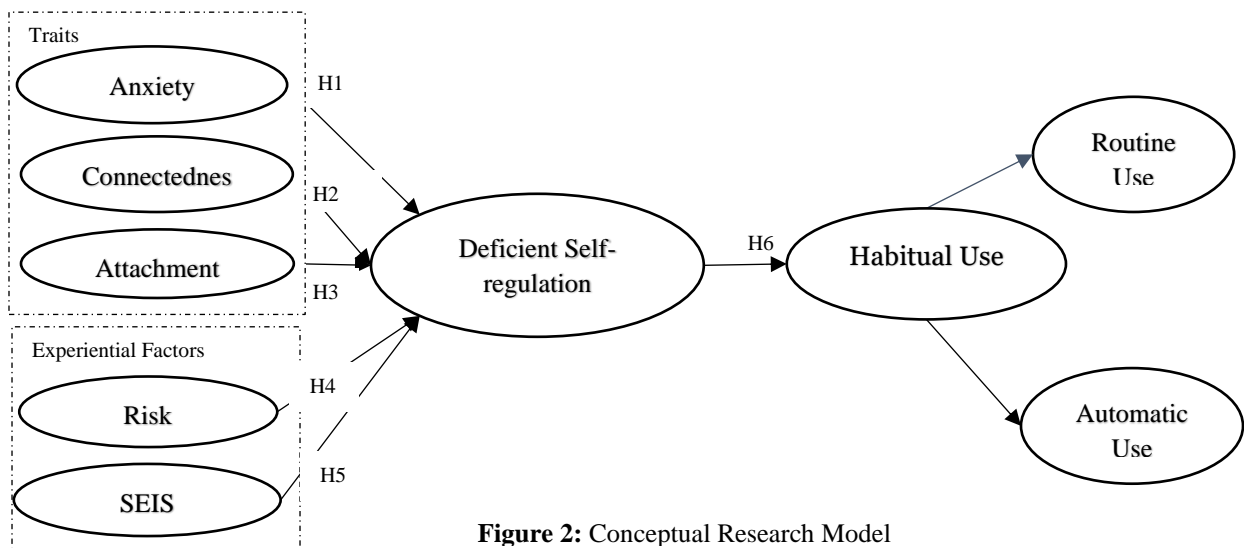 Traits
Anxiety
H1
Connectednes
H2
Attachment
H3
Experiential Factors
Risk
H4
SEIS
H5
Deficient Self-
regulation
H6
Habitual Use
Routine
Use
Automatic
Use
Figure 2: Conceptual Research Model